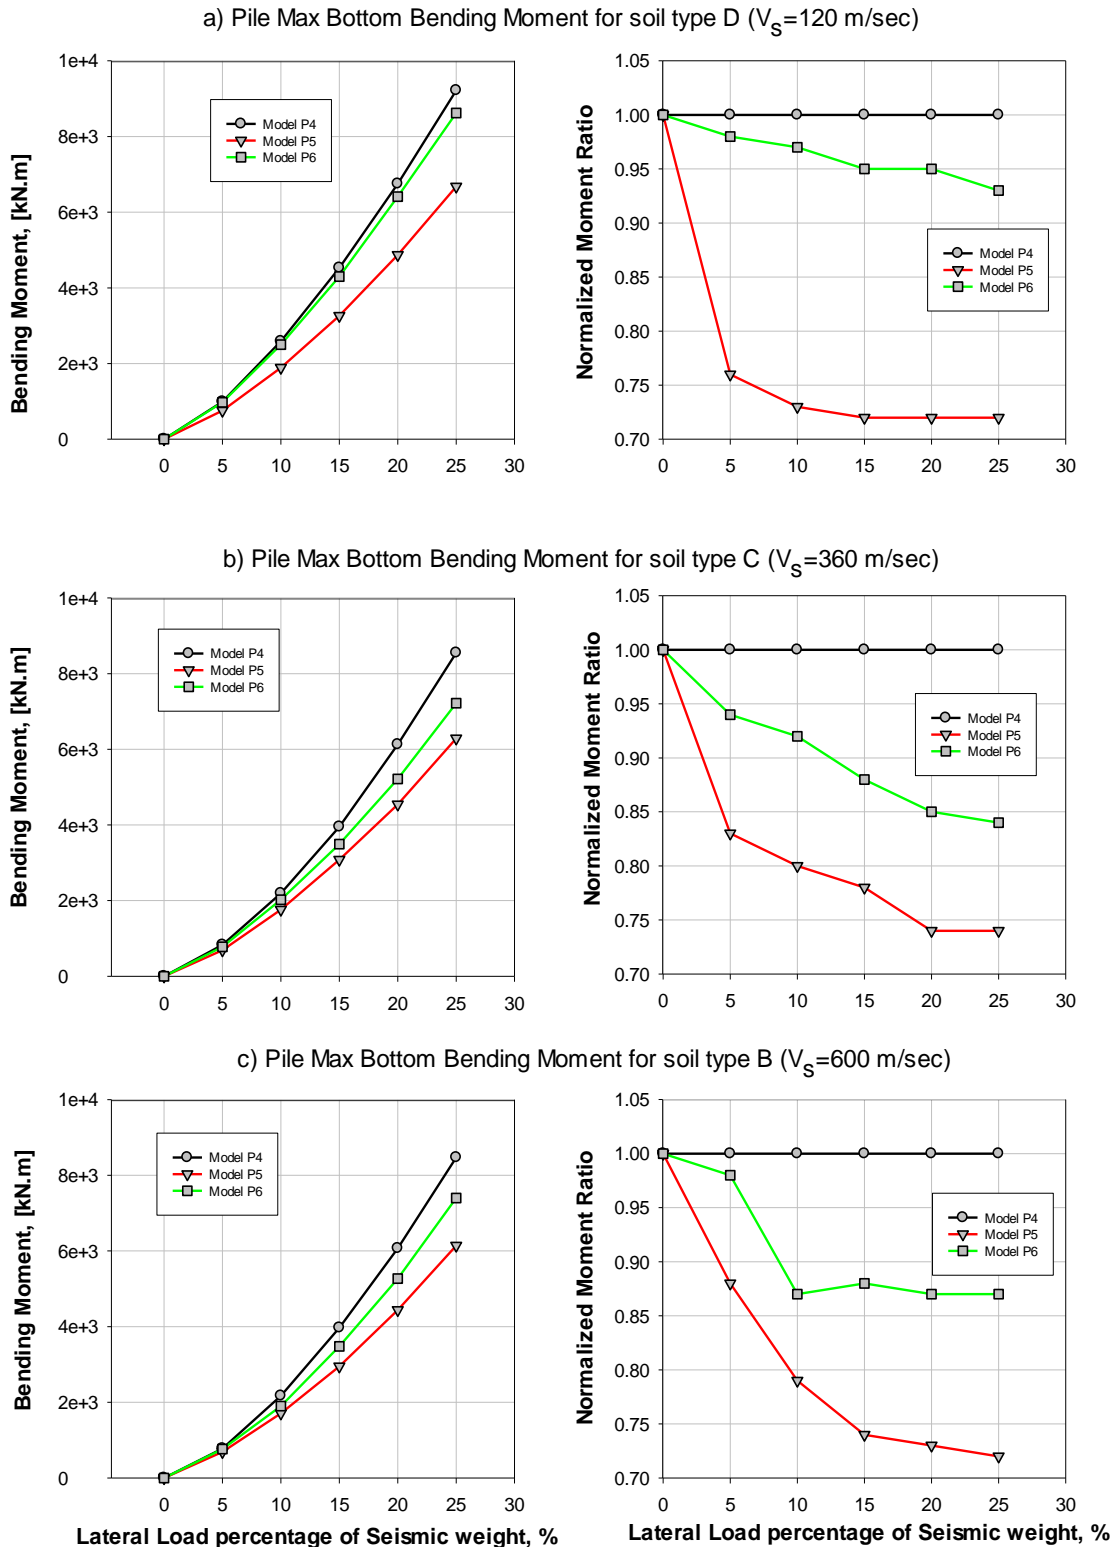 a) Pile Max Bottom Bending Moment for soil type D (VS=120 m/sec)
Bending Moment, [kN.m]
1e+4
8e+3
6e+3
4e+3
2e+3
0
0 5 10 15 20 25 30
Model P4
Model P5
Model P6
Normalized Moment Ratio
1.05
1.00
0.95
0.90
0.85
0.80
0.75
0.70
0 5 10 15 20 25 30
Model P4
Model P5
Model P6
b) Pile Max Bottom Bending Moment for soil type C (VS=360 m/sec)
Bending Moment, [kN.m]
1e+4
8e+3
6e+3
4e+3
2e+3
0
0 5 10 15 20 25 30
Model P4
Model P5
Model P6
Normalized Moment Ratio
1.05
1.00
0.95
0.90
0.85
0.80
0.75
0.70
0 5 10 15 20 25 30
Model P4
Model P5
Model P6
c) Pile Max Bottom Bending Moment for soil type B (VS=600 m/sec)
Bending Moment, [kN.m]
1e+4
8e+3
6e+3
4e+3
2e+3
0
0 5 10 15 20 25 30
Model P4
Model P5
Model P6
Lateral Load percentage of Seismic weight, %
Normalized Moment Ratio
1.05
1.00
0.95
0.90
0.85
0.80
0.75
0.70
0 5 10 15 20 25 30
Model P4
Model P5
Model P6
Lateral Load percentage of Seismic weight, %